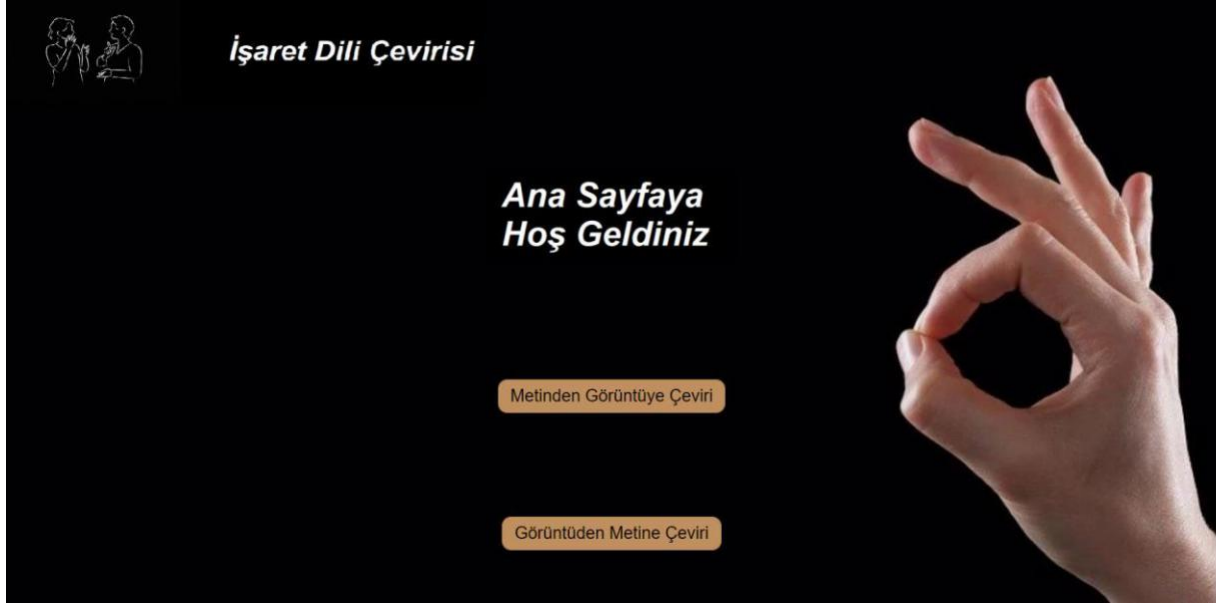 İşaret Dili Çevirisi
Ana Sayfaya
Hoş Geldiniz
Metinden Görüntüye Çeviri
Görüntüden Metine Çeviri